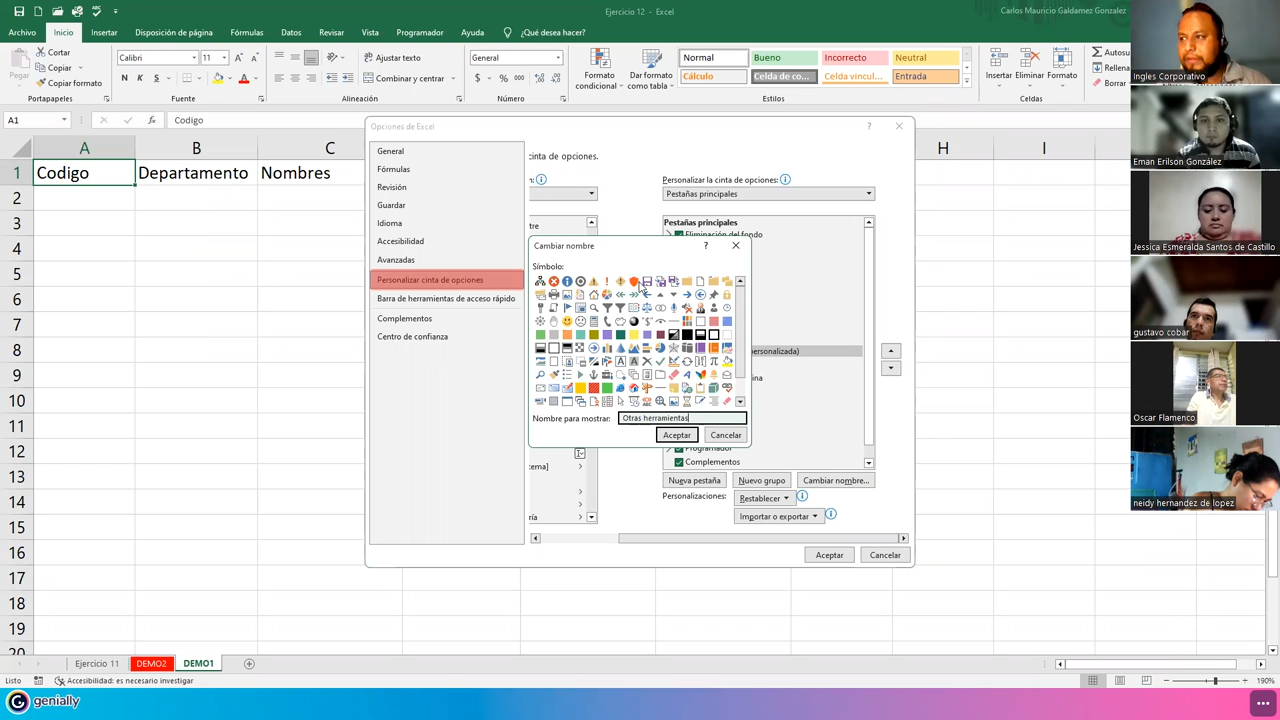 Ejercicio 12 - Excel
Carlos Mauricio Galdamez Gonzalez
Archivo Inicio Insertar Disposición de página Fórmulas Datos Revisar Vista Programador Ayuda ¿Qué desea hacer?
Pegar
Cortar
Copiar
Copiar formato
Portapapeles
Calibri 11
N K S
Fuente
Ajustar texto
Combinar y centrar
Alineación
General
$ % 000
Número
Formato condicional
Dar formato como tabla
Normal Bueno Incorrecto Neutral
Cálculo Celda de co... Celda vincul... Entrada
Estilos
Insertar Eliminar Formato
Celdas
Autosu
Rellena
Borrar
A1 fx Codigo
A B C H I
1 Codigo Departamento Nombres
3
4
5
6
7
8
9
10
11
12
13
14
15
16
17
18
19
20
Opciones de Excel
General
Fórmulas
Revisión
Guardar
Idioma
Accesibilidad
Avanzadas
Personalizar cinta de opciones
Barra de herramientas de acceso rápido
Complementos
Centro de confianza
cinta de opciones.
Personalizar la cinta de opciones:
Pestañas principales
Pestañas principales
Eliminación del fondo
personalizada)
Programador
Complementos
Nueva pestaña Nuevo grupo Cambiar nombre...
Personalizaciones: Restablecer
Importar o exportar
Aceptar Cancelar
Cambiar nombre
Símbolo:
Nombre para mostrar: Otras herramientas
Aceptar Cancelar
Ejercicio 11 DEMO2 DEMO1
Listo Accesibilidad: es necesario investigar
190%
genially
Ingles Corporativo
Eman Erilson González
Jessica Esmeralda Santos de Castillo
gustavo cobar
Oscar Flamenco
neidy hernandez de lopez